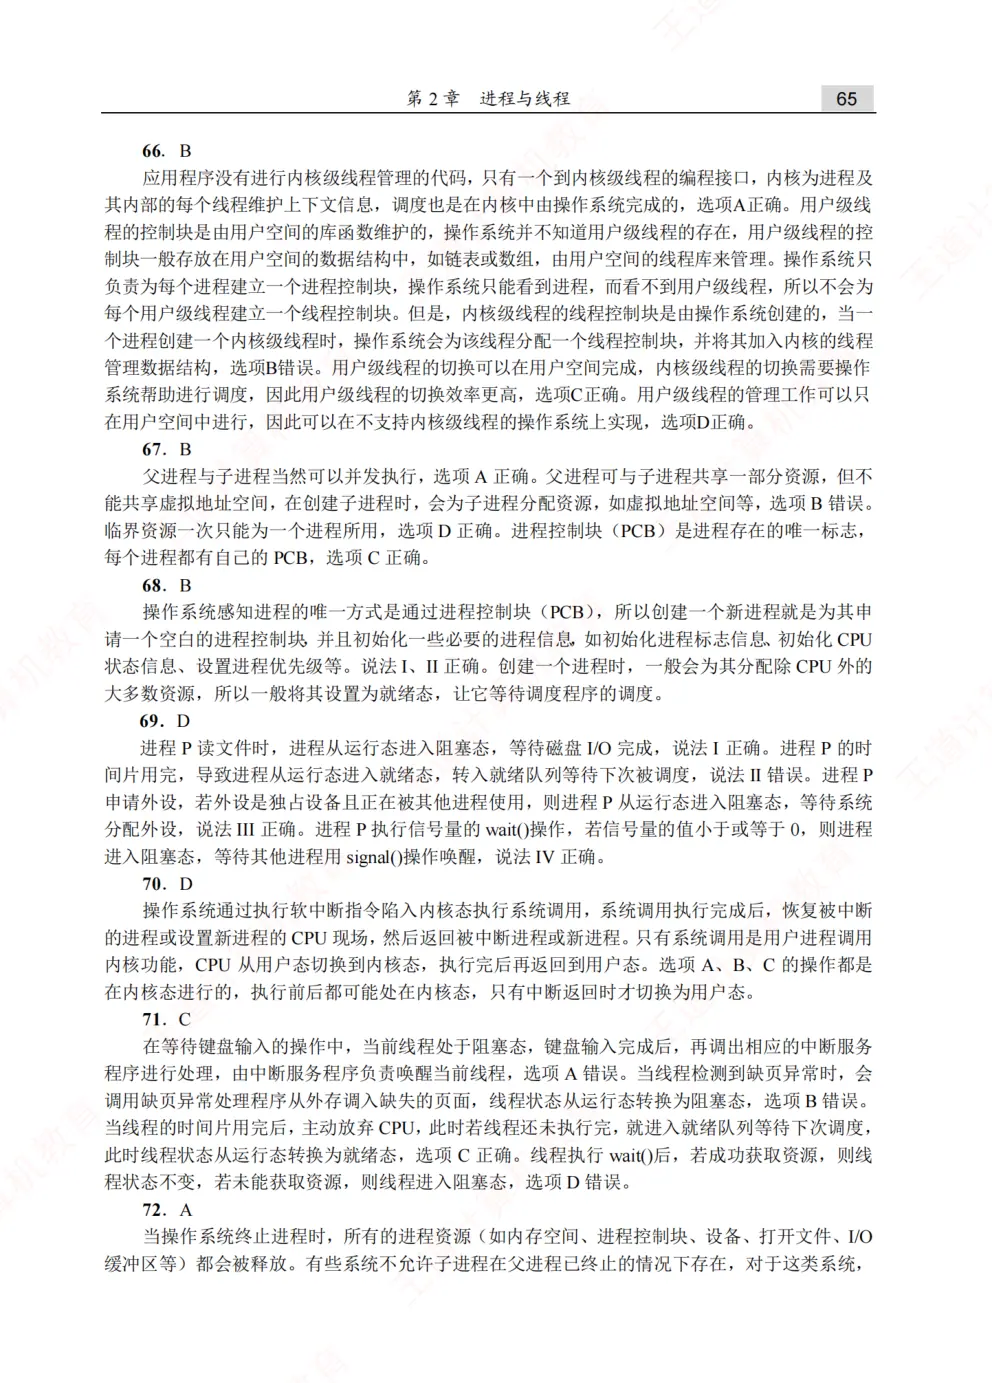 第 2 章 进程与线程 65
66. B
应用程序没有进行内核级线程管理的代码，只有一个到内核级线程的编程接口，内核为进程及
其内部的每个线程维护上下文信息，调度也是在内核中由操作系统完成的，选项A正确。用户级线
程的控制块是由用户空间的库函数维护的，操作系统并不知道用户级线程的存在，用户级线程的控
制块一般存放在用户空间的数据结构中，如链表或数组，由用户空间的线程库来管理。操作系统只
负责为每个进程建立一个进程控制块，操作系统只能看到进程，而看不到用户级线程，所以不会为
每个用户级线程建立一个线程控制块。但是，内核级线程的线程控制块是由操作系统创建的，当一
个进程创建一个内核级线程时，操作系统会为该线程分配一个线程控制块，并将其加入内核的线程
管理数据结构，选项B错误。用户级线程的切换可以在用户空间完成，内核级线程的切换需要操作
系统帮助进行调度，因此用户级线程的切换效率更高，选项C正确。用户级线程的管理工作可以只
在用户空间中进行，因此可以在不支持内核级线程的操作系统上实现，选项D正确。
67. B
父进程与子进程当然可以并发执行，选项 A 正确。父进程可与子进程共享一部分资源，但不
能共享虚拟地址空间，在创建子进程时，会为子进程分配资源，如虚拟地址空间等，选项 B 错误。
临界资源一次只能为一个进程所用，选项 D 正确。进程控制块（PCB）是进程存在的唯一标志，
每个进程都有自己的 PCB，选项 C 正确。
68. B
操作系统感知进程的唯一方式是通过进程控制块（PCB），所以创建一个新进程就是为其申
请一个空白的进程控制块，并且初始化一些必要的进程信息，如初始化进程标志信息、初始化 CPU
状态信息、设置进程优先级等。说法 I、II 正确。创建一个进程时，一般会为其分配除 CPU 外的
大多数资源，所以一般将其设置为就绪态，让它等待调度程序的调度。
69. D
进程 P 读文件时，进程从运行态进入阻塞态，等待磁盘 I/O 完成，说法 I 正确。进程 P 的时
间片用完，导致进程从运行态进入就绪态，转入就绪队列等待下次被调度，说法 II 错误。进程 P
申请外设，若外设是独占设备且正在被其他进程使用，则进程 P 从运行态进入阻塞态，等待系统
分配外设，说法 III 正确。进程 P 执行信号量的 wait()操作，若信号量的值小于或等于 0，则进程
进入阻塞态，等待其他进程用 signal()操作唤醒，说法 IV 正确。
70. D
操作系统通过执行软中断指令陷入内核态执行系统调用，系统调用执行完成后，恢复被中断
的进程或设置新进程的 CPU 现场，然后返回被中断进程或新进程。只有系统调用是用户进程调用
内核功能，CPU 从用户态切换到内核态，执行完后再返回到用户态。选项 A、B、C 的操作都是
在内核态进行的，执行前后都可能处在内核态，只有中断返回时才切换为用户态。
71. C
在等待键盘输入的操作中，当前线程处于阻塞态，键盘输入完成后，再调出相应的中断服务
程序进行处理，由中断服务程序负责唤醒当前线程，选项 A 错误。当线程检测到缺页异常时，会
调用缺页异常处理程序从外存调入缺失的页面，线程状态从运行态转换为阻塞态，选项 B 错误。
当线程的时间片用完后，主动放弃 CPU，此时若线程还未执行完，就进入就绪队列等待下次调度，
此时线程状态从运行态转换为就绪态，选项 C 正确。线程执行 wait()后，若成功获取资源，则线
程状态不变，若未能获取资源，则线程进入阻塞态，选项 D 错误。
72. A
当操作系统终止进程时，所有的进程资源（如内存空间、进程控制块、设备、打开文件、I/O
缓冲区等）都会被释放。有些系统不允许子进程在父进程已终止的情况下存在，对于这类系统，